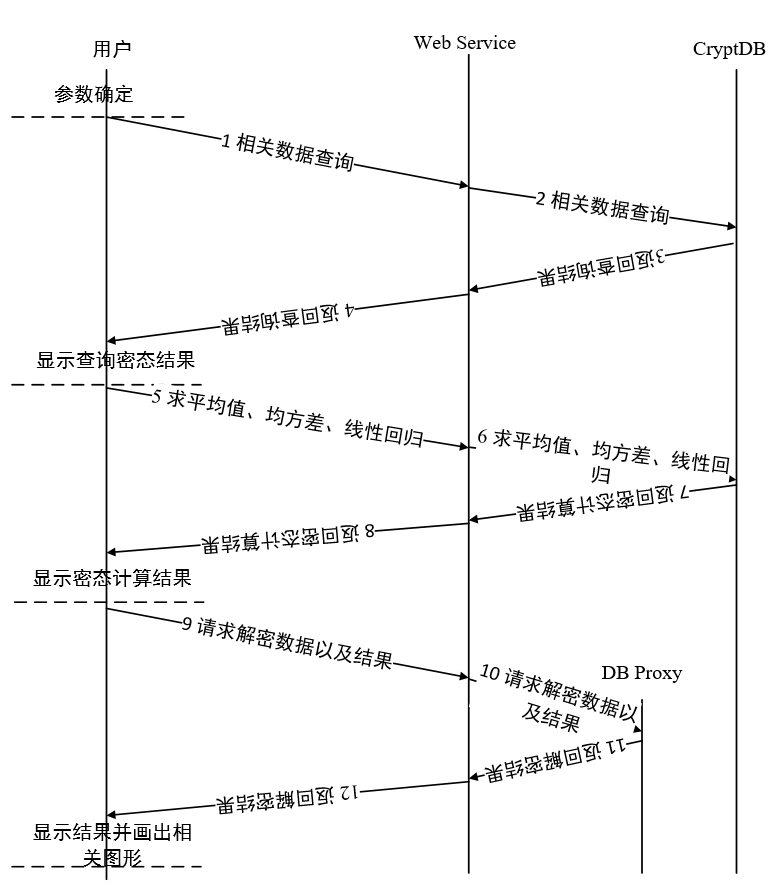 用户
Web Service
CryptDB
参数确定
1 相关数据查询
2 相关数据查询
3返回查询结果
4 返回查询结果
显示查询密态结果
5 求平均值、均方差、线性回归
6 求平均值、均方差、线性回
归
7 返回密态计算结果
8 返回密态计算结果
显示密态计算结果
9 请求解密数据以及结果
DB Proxy
10 请求解密数据以
及结果
11 返回解密结果
12 返回解密结果
显示结果并画出相
关图形